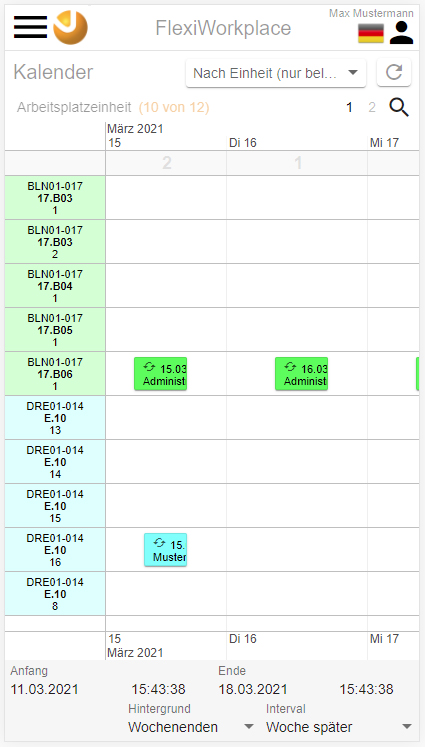 Max Mustermann
FlexiWorkplace
Kalender
Nach Einheit (nur bel...
Arbeitsplatzeinheit (10 von 12) 1 2
März 2021
15 Di 16 Mi 17
2 1
BLN01-017
17.B03
1
BLN01-017
17.B03
2
BLN01-017
17.B04
1
BLN01-017
17.B05
1
BLN01-017
17.B06
1
15.03
Administ
16.03
Administ
DRE01-014
E.10
13
DRE01-014
E.10
14
DRE01-014
E.10
15
DRE01-014
E.10
16
15.
Muster
DRE01-014
E.10
8
15 Di 16 Mi 17
März 2021
Anfang Ende
11.03.2021 15:43:38 18.03.2021 15:43:38
Hintergrund Interval
Wochenenden Woche später